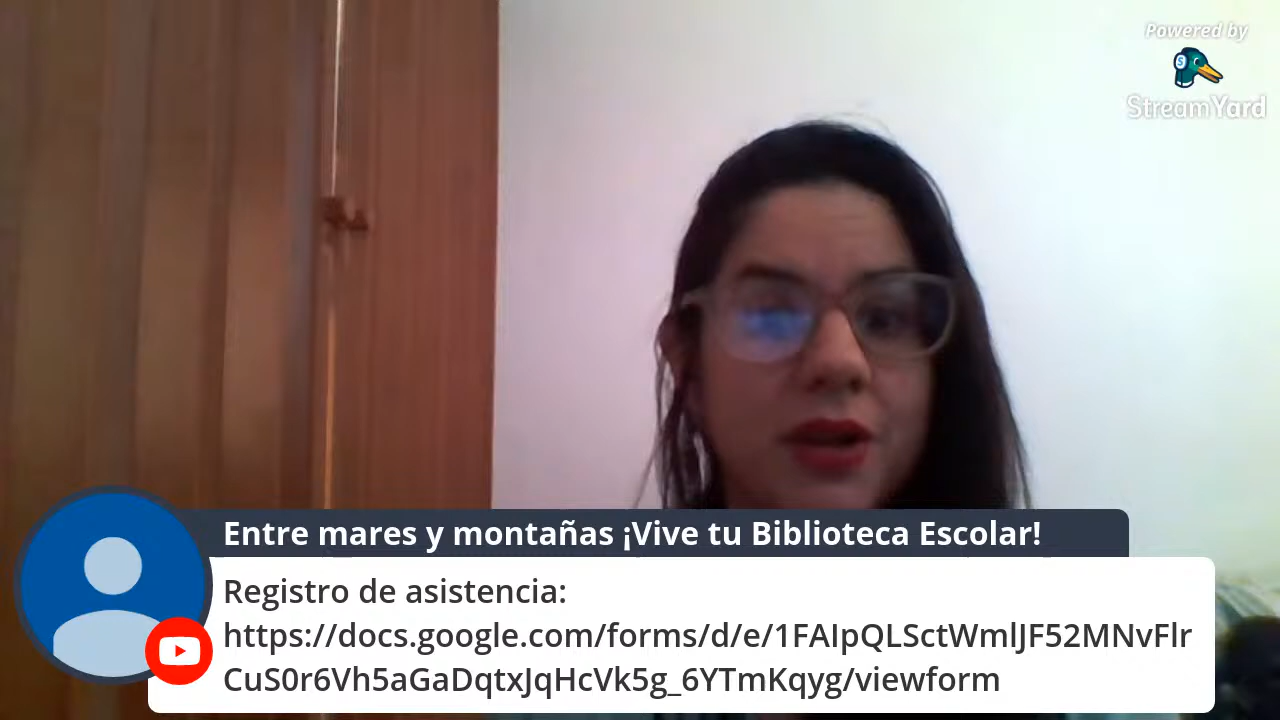 Powered by
StreamYard
Entre mares y montañas ¡Vive tu Biblioteca Escolar!
Registro de asistencia:
https://docs.google.com/forms/d/e/1FAIpQLSctWmlJF52MNvFlr
CuS0r6Vh5aGaDqtxJqHcVk5g_6YTmKqyg/viewform